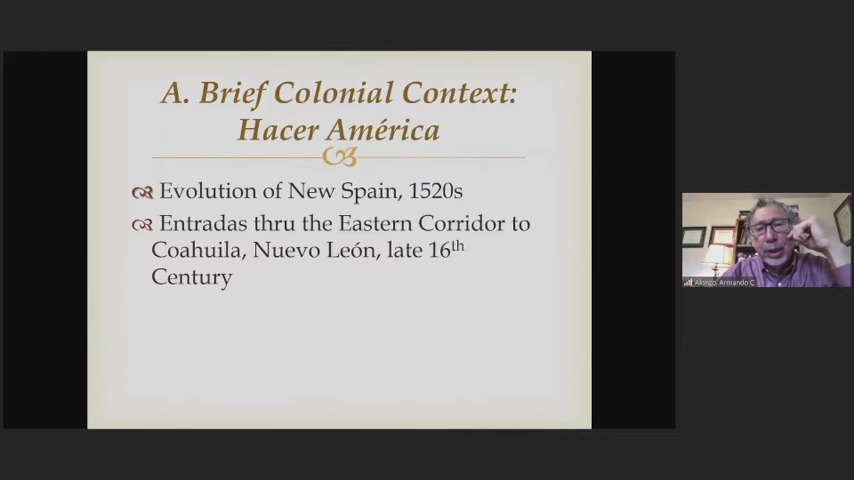 A. Brief Colonial Context:
Hacer América
Evolution of New Spain, 1520s
Entradas thru the Eastern Corridor to
Coahuila, Nuevo León, late 16th
Century
Alonzo, Armando C